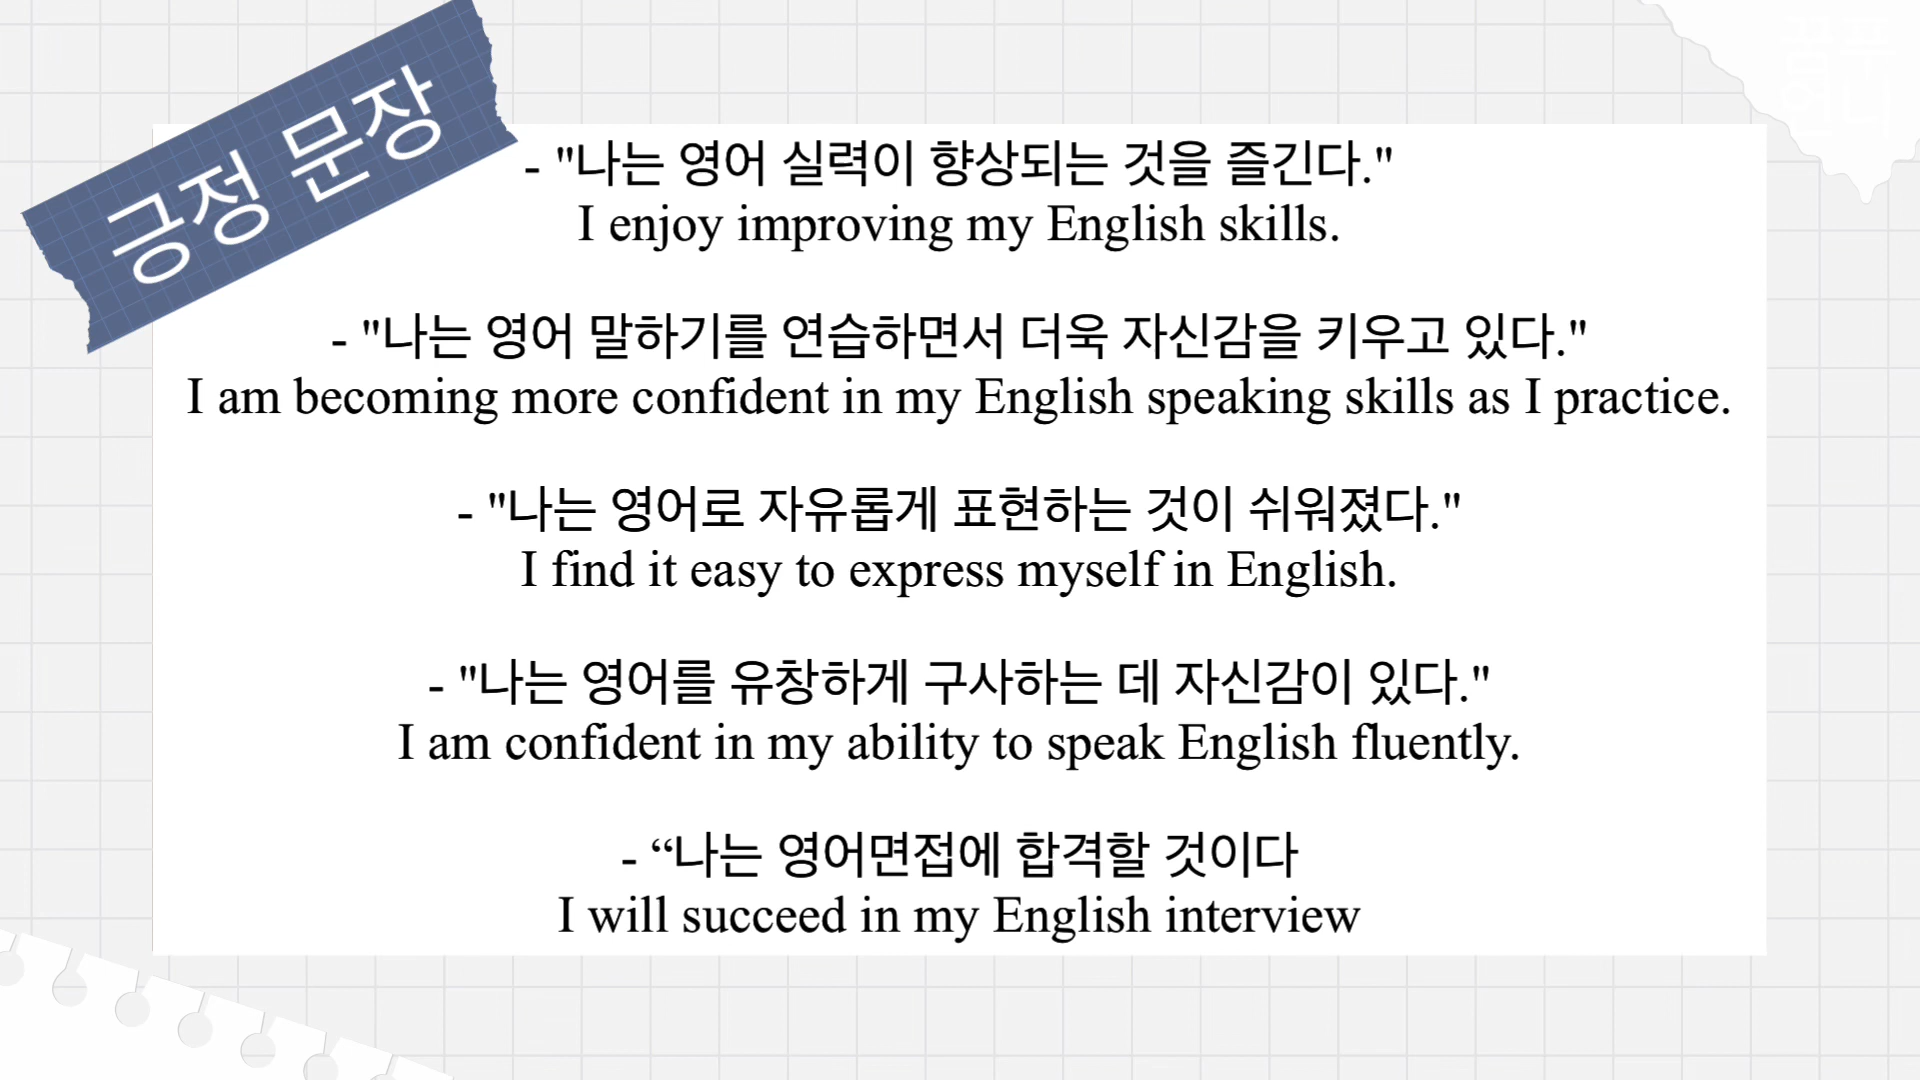 긍정 문장
- "나는 영어 실력이 향상되는 것을 즐긴다."
I enjoy improving my English skills.
- "나는 영어 말하기를 연습하면서 더욱 자신감을 키우고 있다."
I am becoming more confident in my English speaking skills as I practice.
- "나는 영어로 자유롭게 표현하는 것이 쉬워졌다."
I find it easy to express myself in English.
- "나는 영어를 유창하게 구사하는 데 자신감이 있다."
I am confident in my ability to speak English fluently.
- “나는 영어면접에 합격할 것이다
I will succeed in my English interview